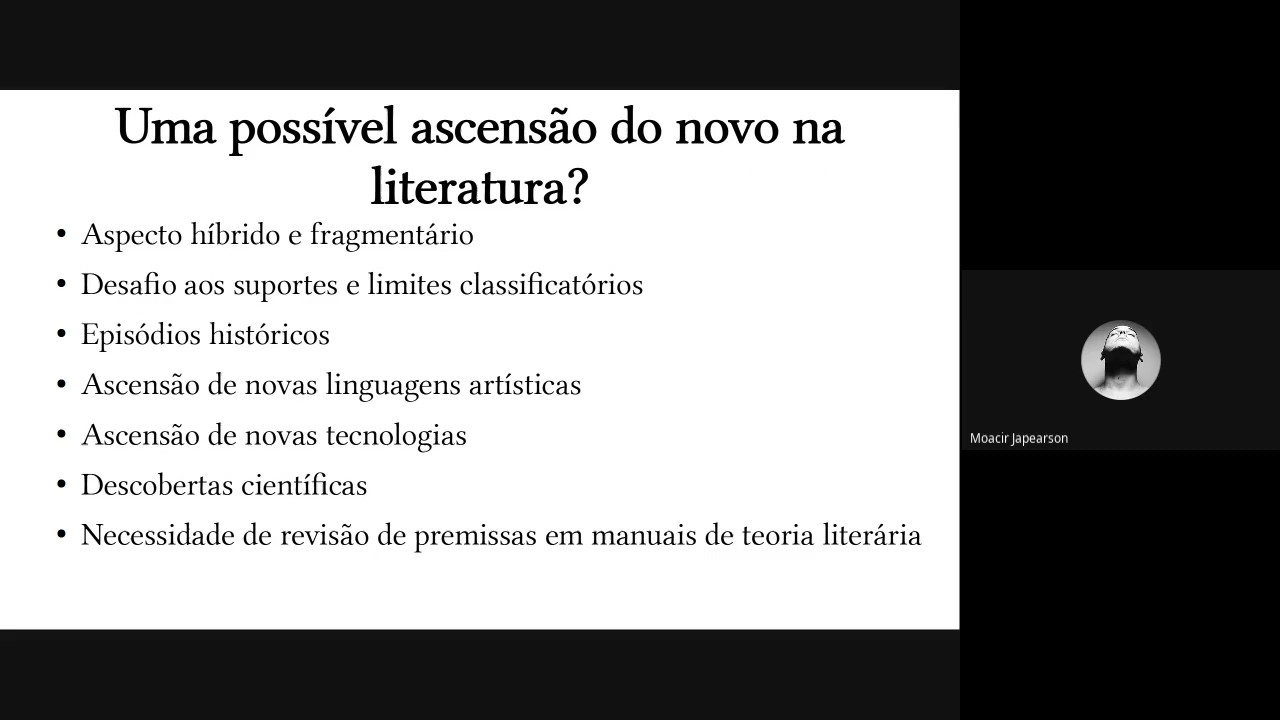 Uma possível ascensão do novo na
literatura?
• Aspecto híbrido e fragmentário
• Desafio aos suportes e limites classificatórios
• Episódios históricos
• Ascensão de novas linguagens artísticas
• Ascensão de novas tecnologias
• Descobertas científicas
• Necessidade de revisão de premissas em manuais de teoria literária
Moacir Japearson